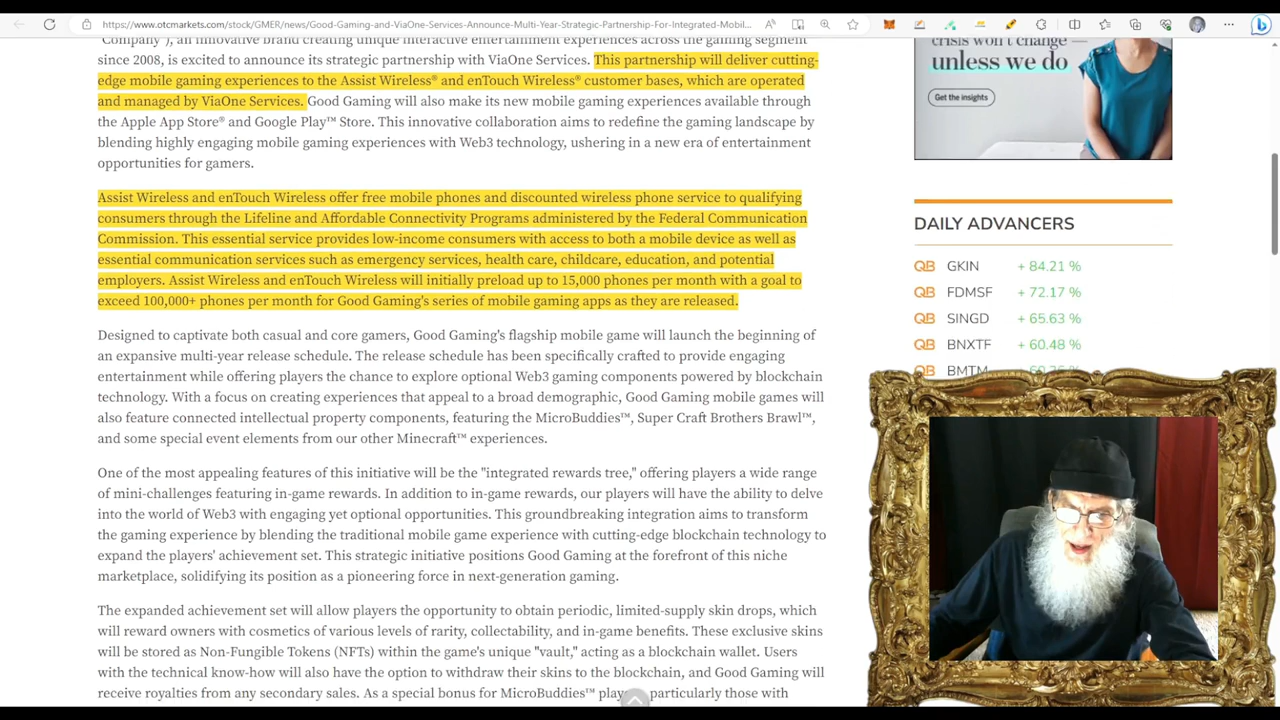 https://www.otcmarkets.com/stock/GMER/news/Good-Gaming-and-ViaOne-Services-Announce-Multi-Year-Strategic-Partnership-For-Integrated-Mobil...
"Company"), an innovative brand creating unique interactive entertainment experiences across the gaming segment
since 2008, is excited to announce its strategic partnership with ViaOne Services. This partnership will deliver cutting-
edge mobile gaming experiences to the Assist Wireless® and enTouch Wireless® customer bases, which are operated
and managed by ViaOne Services. Good Gaming will also make its new mobile gaming experiences available through
the Apple App Store® and Google Play™ Store. This innovative collaboration aims to redefine the gaming landscape by
blending highly engaging mobile gaming experiences with Web3 technology, ushering in a new era of entertainment
opportunities for gamers.
Assist Wireless and enTouch Wireless offer free mobile phones and discounted wireless phone service to qualifying
consumers through the Lifeline and Affordable Connectivity Programs administered by the Federal Communication
Commission. This essential service provides low-income consumers with access to both a mobile device as well as
essential communication services such as emergency services, health care, childcare, education, and potential
employers. Assist Wireless and enTouch Wireless will initially preload up to 15,000 phones per month with a goal to
exceed 100,000+ phones per month for Good Gaming's series of mobile gaming apps as they are released.
Designed to captivate both casual and core gamers, Good Gaming's flagship mobile game will launch the beginning of
an expansive multi-year release schedule. The release schedule has been specifically crafted to provide engaging
entertainment while offering players the chance to explore optional Web3 gaming components powered by blockchain
technology. With a focus on creating experiences that appeal to a broad demographic, Good Gaming mobile games will
also feature connected intellectual property components, featuring the MicroBuddies™, Super Craft Brothers Brawl™,
and some special event elements from our other Minecraft™ experiences.
One of the most appealing features of this initiative will be the "integrated rewards tree," offering players a wide range
of mini-challenges featuring in-game rewards. In addition to in-game rewards, our players will have the ability to delve
into the world of Web3 with engaging yet optional opportunities. This groundbreaking integration aims to transform
the gaming experience by blending the traditional mobile game experience with cutting-edge blockchain technology to
expand the players' achievement set. This strategic initiative positions Good Gaming at the forefront of this niche
marketplace, solidifying its position as a pioneering force in next-generation gaming.
The expanded achievement set will allow players the opportunity to obtain periodic, limited-supply skin drops, which
will reward owners with cosmetics of various levels of rarity, collectability, and in-game benefits. These exclusive skins
will be stored as Non-Fungible Tokens (NFTs) within the game's unique "vault," acting as a blockchain wallet. Users
with the technical know-how will also have the option to withdraw their skins to the blockchain, and Good Gaming will
receive royalties from any secondary sales. As a special bonus for MicroBuddies™ particularly those with
crisis won't change —
unless we do
Get the insights
DAILY ADVANCERS
QB GKIN + 84.21 %
QB FDMSF + 72.17 %
QB SINGD + 65.63 %
QB BNXTF + 60.48 %
QB BMTM